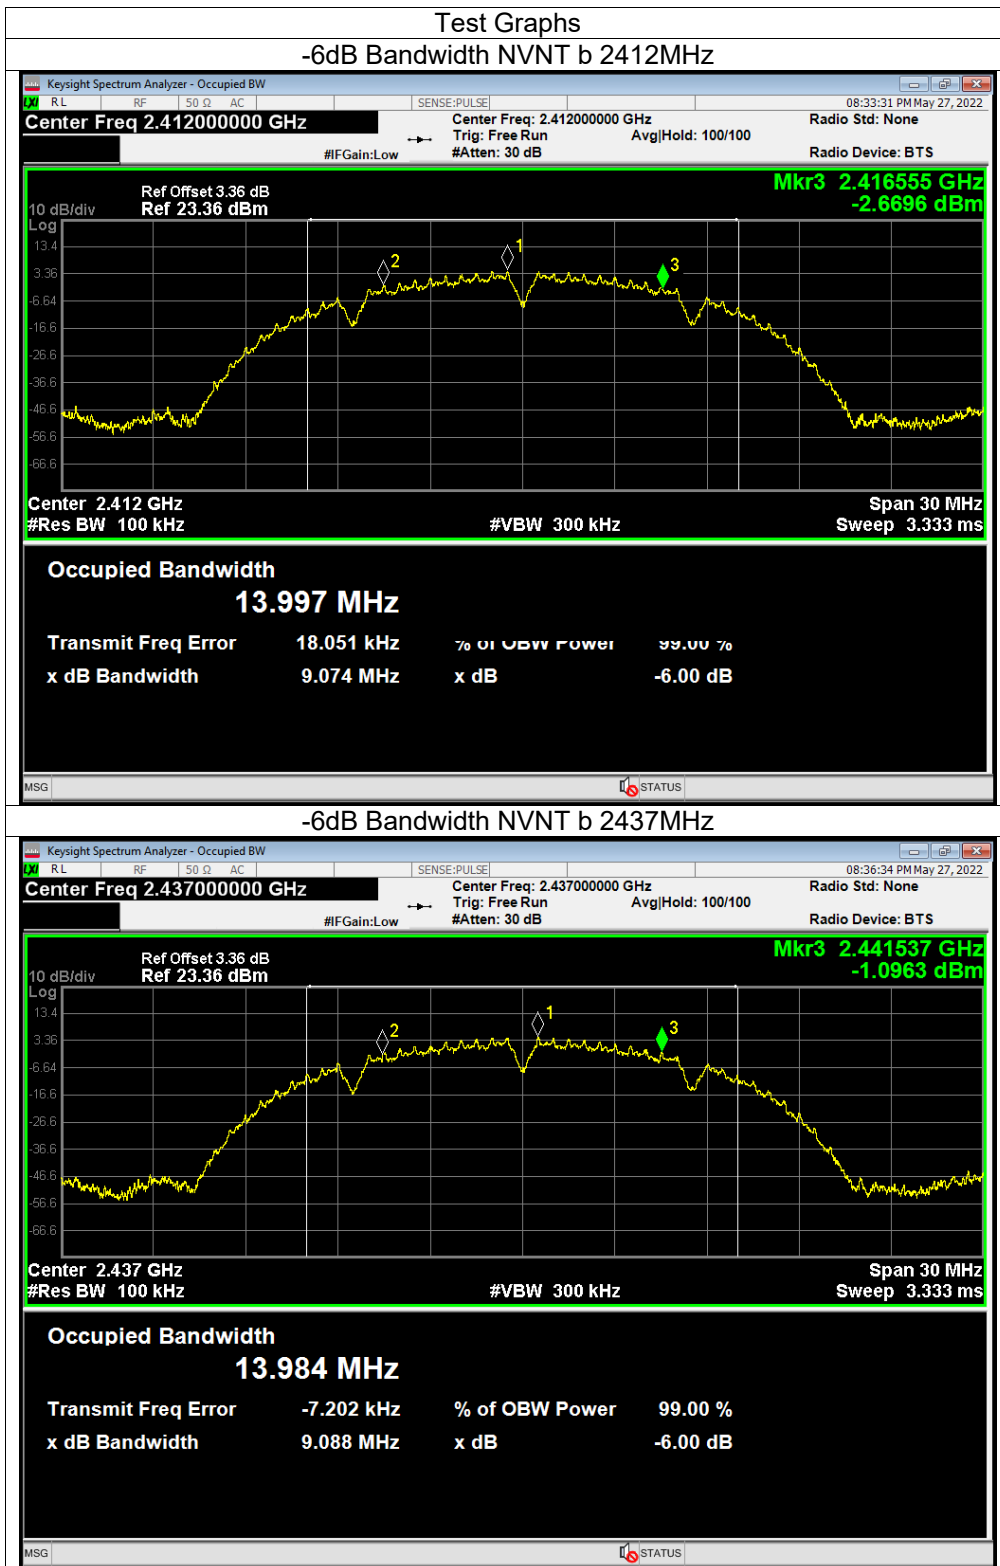 Test Graphs
-6dB Bandwidth NVNT b 2412MHz
Keysight Spectrum Analyzer - Occupied BW
LXI RL RF 50 Ω AC SENSE:PULSE 08:33:31 PM May 27, 2022
Center Freq 2.412000000 GHz Center Freq: 2.412000000 GHz Radio Std: None
Trig: Free Run Avg|Hold: 100/100
#IFGain:Low #Atten: 30 dB Radio Device: BTS
Mkr3 2.416555 GHz
-2.6696 dBm
Ref Offset 3.36 dB
10 dB/div Ref 23.36 dBm
Log
13.4
3.36
-6.64
-16.6
-26.6
-36.6
-46.6
-56.6
-66.6
2
1
3
Center 2.412 GHz Span 30 MHz
#Res BW 100 kHz #VBW 300 kHz Sweep 3.333 ms
Occupied Bandwidth
13.997 MHz
Transmit Freq Error 18.051 kHz % of OBW Power 99.00 %
x dB Bandwidth 9.074 MHz x dB -6.00 dB
MSG STATUS
-6dB Bandwidth NVNT b 2437MHz
Keysight Spectrum Analyzer - Occupied BW
LXI RL RF 50 Ω AC SENSE:PULSE 08:36:34 PM May 27, 2022
Center Freq 2.437000000 GHz Center Freq: 2.437000000 GHz Radio Std: None
Trig: Free Run Avg|Hold: 100/100
#IFGain:Low #Atten: 30 dB Radio Device: BTS
Mkr3 2.441537 GHz
-1.0963 dBm
Ref Offset 3.36 dB
10 dB/div Ref 23.36 dBm
Log
13.4
3.36
-6.64
-16.6
-26.6
-36.6
-46.6
-56.6
-66.6
2
1
3
Center 2.437 GHz Span 30 MHz
#Res BW 100 kHz #VBW 300 kHz Sweep 3.333 ms
Occupied Bandwidth
13.984 MHz
Transmit Freq Error -7.202 kHz % of OBW Power 99.00 %
x dB Bandwidth 9.088 MHz x dB -6.00 dB
MSG STATUS